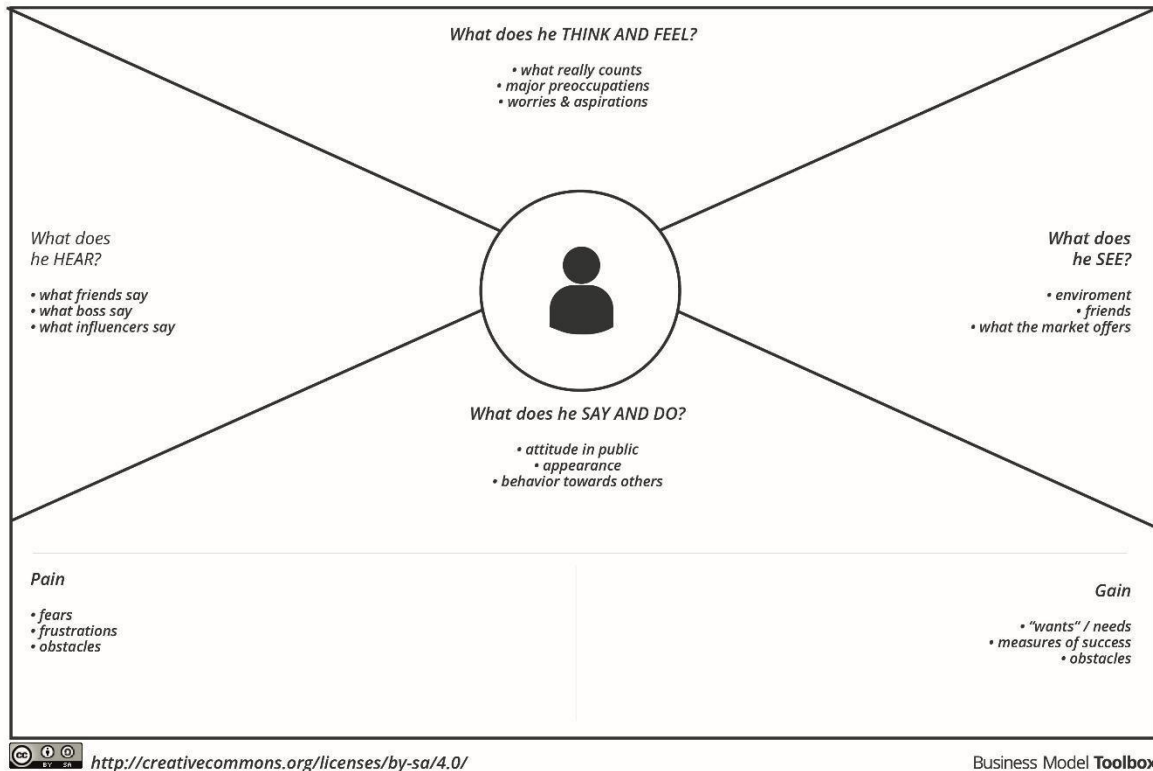 What does he THINK AND FEEL?
• what really counts
• major preoccupatiens
• worries & aspirations
What does
he HEAR?
• what friends say
• what boss say
• what influencers say
What does
he SEE?
• enviroment
• friends
• what the market offers
What does he SAY AND DO?
• attitude in public
• appearance
• behavior towards others
Pain
• fears
• frustrations
• obstacles
Gain
• “wants” / needs
• measures of success
• obstacles
cc BY SA
http://creativecommons.org/licenses/by-sa/4.0/
Business Model Toolbox